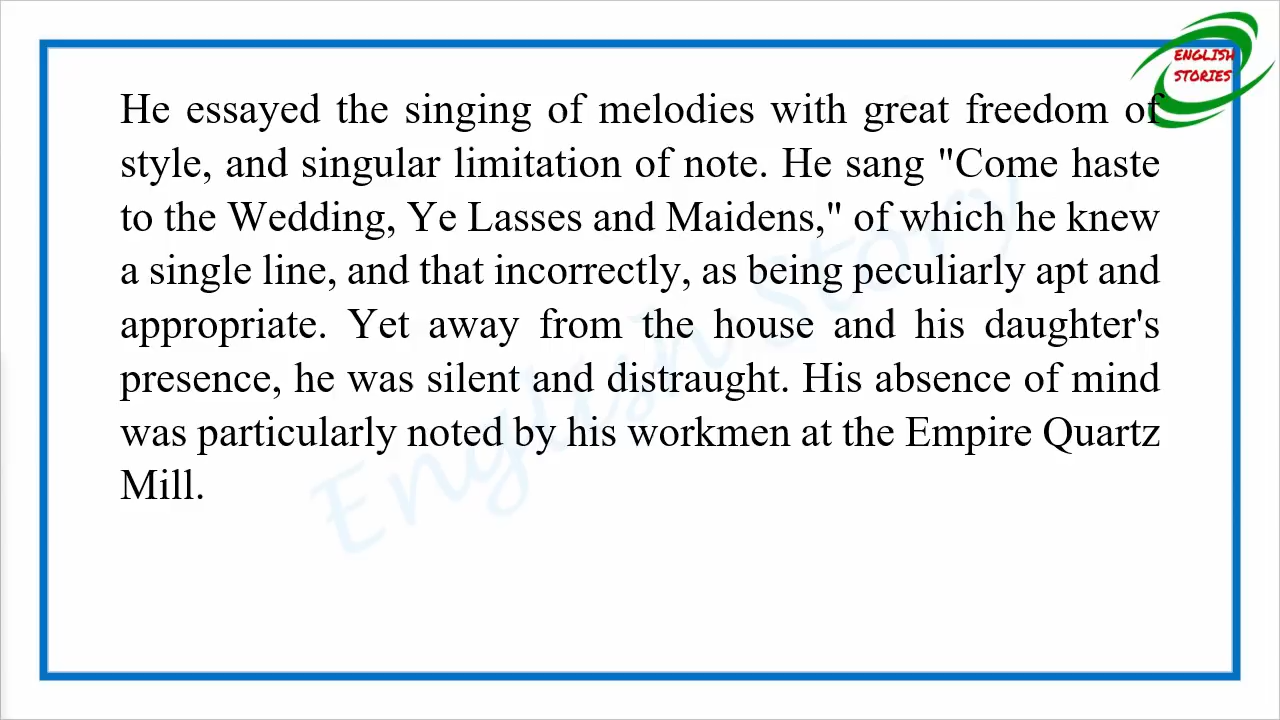 ENGLISH
STORIES
He essayed the singing of melodies with great freedom of
style, and singular limitation of note. He sang "Come haste
to the Wedding, Ye Lasses and Maidens," of which he knew
a single line, and that incorrectly, as being peculiarly apt and
appropriate. Yet away from the house and his daughter's
presence, he was silent and distraught. His absence of mind
was particularly noted by his workmen at the Empire Quartz
Mill.
English Story